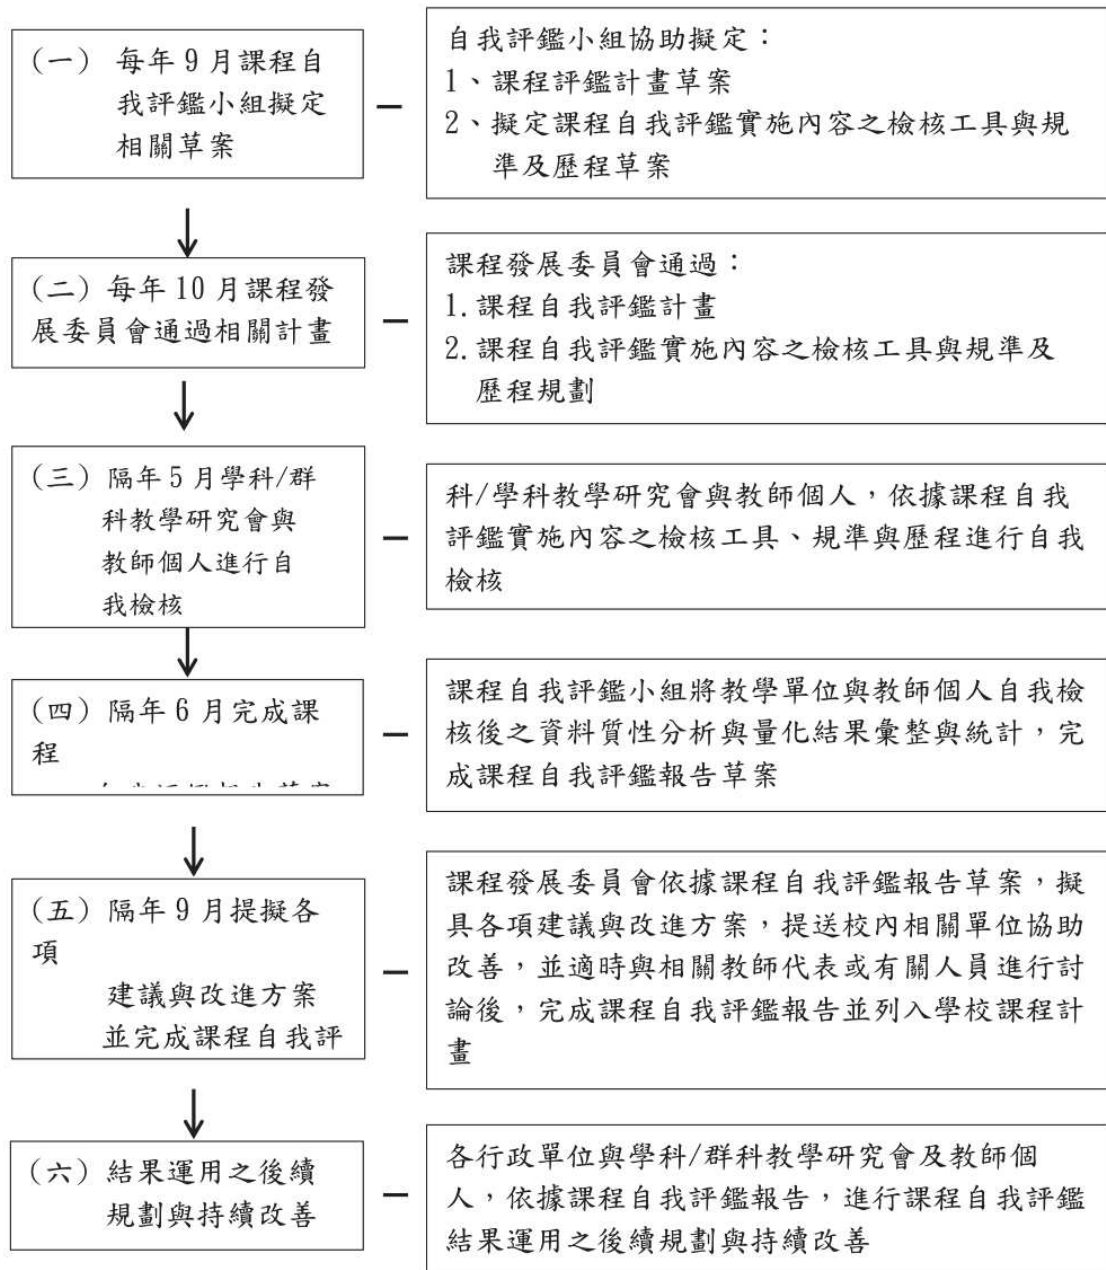 （一） 每年 9 月課程自
我評鑑小組擬定
相關草案
自我評鑑小組協助擬定：
1、課程評鑑計畫草案
2、擬定課程自我評鑑實施內容之檢核工具與規
準及歷程草案
（二）每年 10 月課程發
展委員會通過相關計畫
課程發展委員會通過：
1.課程自我評鑑計畫
2.課程自我評鑑實施內容之檢核工具與規準及
歷程規劃
（三）隔年 5 月學科/群
科教學研究會與
教師個人進行自
我檢核
科/學科教學研究會與教師個人，依據課程自我
評鑑實施內容之檢核工具、規準與歷程進行自我
檢核
（四）隔年 6 月完成課
程
課程自我評鑑小組將教學單位與教師個人自我檢
核後之資料質性分析與量化結果彙整與統計，完
成課程自我評鑑報告草案
（五）隔年 9 月提擬各
項
建議與改進方案
並完成課程自我評
課程發展委員會依據課程自我評鑑報告草案，擬
具各項建議與改進方案，提送校內相關單位協助
改善，並適時與相關教師代表或有關人員進行討
論後，完成課程自我評鑑報告並列入學校課程計
畫
（六）結果運用之後續
規劃與持續改善
各行政單位與學科/群科教學研究會及教師個
人，依據課程自我評鑑報告，進行課程自我評鑑
結果運用之後續規劃與持續改善